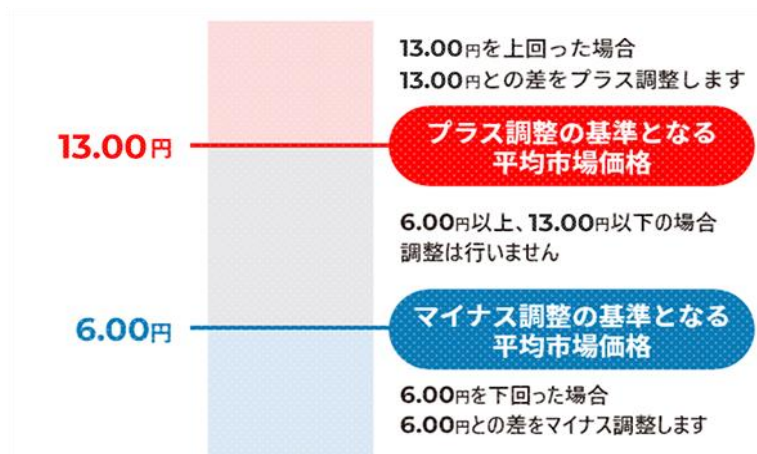 13.00円を上回った場合
13.00円との差をプラス調整します
13.00円
プラス調整の基準となる
平均市場価格
6.00円以上、13.00円以下の場合
調整は行いません
6.00円
マイナス調整の基準となる
平均市場価格
6.00円を下回った場合
6.00円との差をマイナス調整します